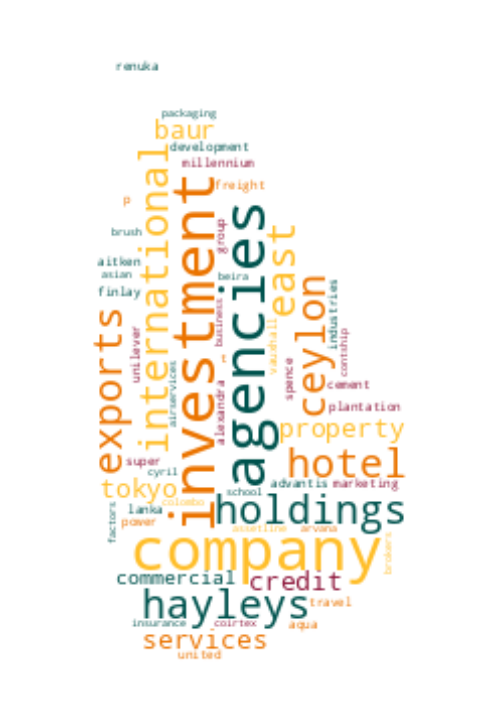 renuka
packaging
baur
development
millennium
freight
p
international
investment
agencies
group
brush
east
aitken
asian
beira
finlay
ceylon
industries
exports
unilever
business
vauxhall
contship
airservices
t
spence
cement
alexandra
plantation
property
super
cyril
hotel
tokyo
school
advantis
marketing
colombo
lanka
holdings
factors
power
assetline
arvana
company
brokers
commercial
credit
hayleys
travel
insurance
coirtex
aqua
services
united